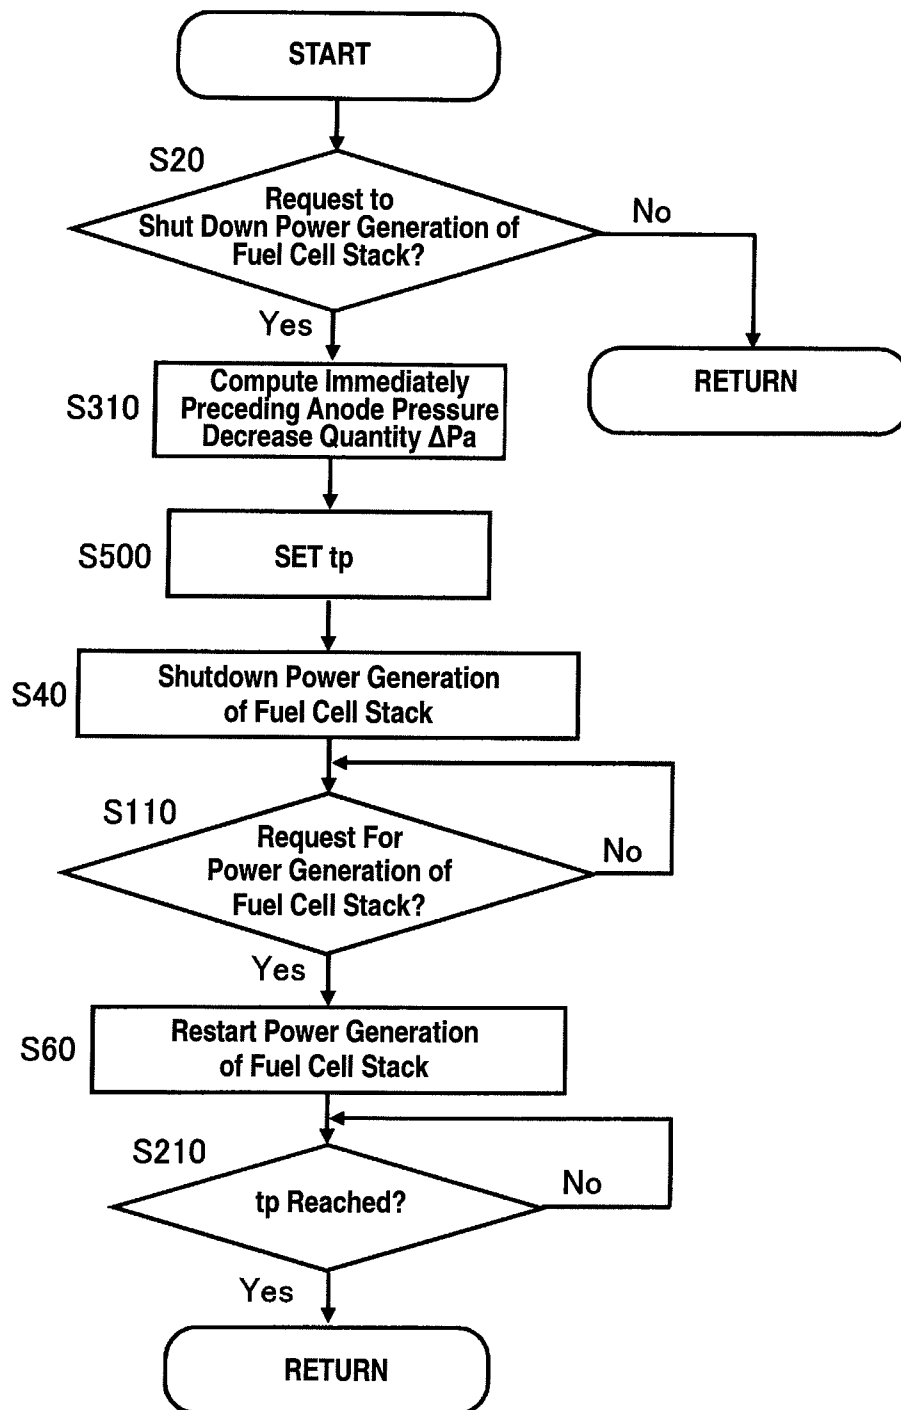 START
S20
Request to
Shut Down Power Generation of
Fuel Cell Stack?
No
Yes
RETURN
S310
Compute Immediately
Preceding Anode Pressure
Decrease Quantity ΔPa
S500
SET tp
S40
Shutdown Power Generation
of Fuel Cell Stack
S110
Request For
Power Generation of
Fuel Cell Stack?
No
Yes
S60
Restart Power Generation
of Fuel Cell Stack
S210
tp Reached?
No
Yes
RETURN